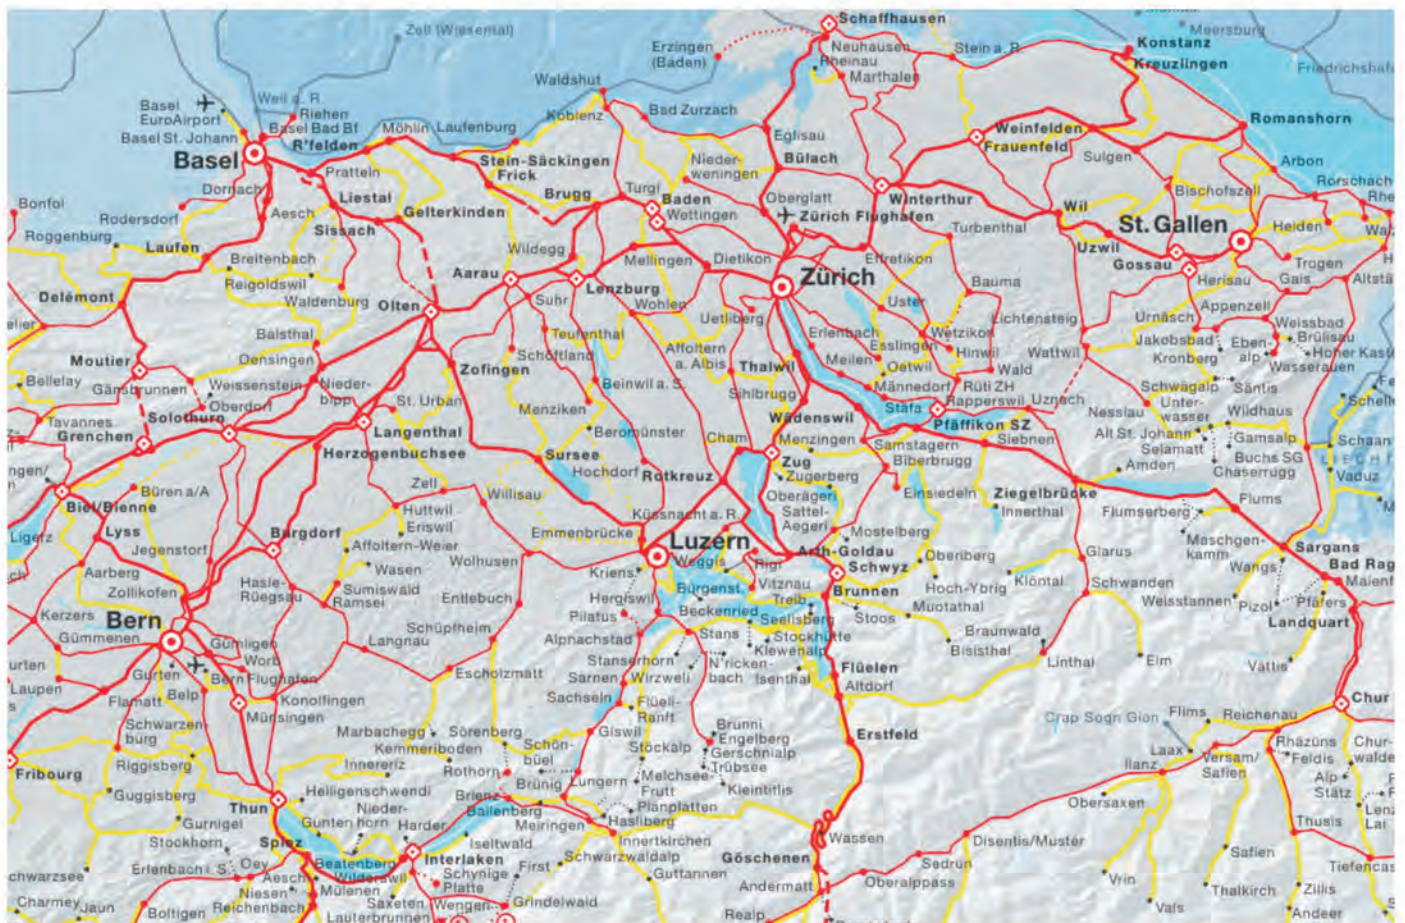 Schaffhausen
Zell (Wiesental)
Meersburg
Erzingen
(Baden)
Neuhausen
Rheinau
Marthalen
Stein a. R.
Konstanz
Kreuzlingen
Waldshut
Basel
EuroAirport
Weil a. R.
Riehen
Basel St. Johann
Basel Bad Bf
R'felden
Möhlin
Laufenburg
Koblenz
Bad Zurzach
Eglisau
Weinfelden
Frauenfeld
Romanshorn
Basel
Pratteln
Stein-Säckingen
Frick
Nieder-
weningen
Bülach
Sulgen
Arbon
Bonfol
Dornach
Liestal
Brugg
Turgi
Baden
Wettingen
Oberglatt
Zürich Flughafen
Winterthur
Bischofszell
Rorschach
Rodersdorf
Aesch
Sissach
Gelterkinden
Wil
St. Gallen
Heiden
Roggenburg
Laufen
Wildegg
Mellingen
Dietikon
Turbenthal
Uzwil
Gossau
Breitenbach
Reigoldswil
Waldenburg
Aarau
Lenzburg
Zürich
Effretikon
Bauma
Herisau
Trogen
Gais
Altstä
Delémont
Olten
Suhr
Wohlen
Uetliberg
Uster
Lichtensteig
Appenzell
Urnäsch
Weissbad
Balsthal
Teufenthal
Erlenbach
Esslingen
Wetzikon
Jakobsbad
Kronberg
Eben-
alp
Brülisau
Hoher Kast
Wasserauen
Moutier
Oensingen
Schöftland
Affoltern
a. Albis
Thalwil
Meilen
Oetwil
Hinwil
Wald
Wattwil
Bellelay
Gänsbrunnen
Weissenstein
Oberdorf
Nieder-
bipp
Zofingen
Beinwil a. S.
Sihlbrugg
Männedorf
Rüti ZH
Schwägalp
Säntis
Tavannes
Solothurn
St. Urban
Menziken
Wädenswil
Stäfa
Rapperswil
Uznach
Nesslau
Unter-
wasser
Wildhaus
Grenchen
Langenthal
Beromünster
Cham
Menzingen
Pfäffikon SZ
Alt St. Johann
Selamatt
Gamsalp
Schaan
Herzogenbuchsee
Sursee
Hochdorf
Rotkreuz
Zug
Zugerberg
Samstagern
Biberbrugg
Siebnen
Amden
Buchs SG
Chäserrugg
Vaduz
Biel/Bienne
Büren a/A
Zell
Willisau
Oberägeri
Sattel-
Aegeri
Einsiedeln
Ziegelbrücke
Innerthal
Flums
Flumserberg
Ligerz
Lyss
Burgdorf
Huttwil
Eriswil
Emmenbrücke
Küssnacht a. R.
Mostelberg
Maschgen-
kamm
Sargans
Jegenstorf
Affoltern-Weier
Wasen
Wolhusen
Luzern
Arth-Goldau
Oberiberg
Glarus
Wangs
Bad Rag
Aarberg
Zollikofen
Hasle-
Rüegsau
Sumiswald
Ramsei
Entlebuch
Kriens
Weggis
Rigi
Vitznau
Schwyz
Hoch-Ybrig
Klöntal
Schwanden
Weisstannen
Pizol
Pfäfers
Maienf
Kerzers
Bern
Hergiswil
Pilatus
Bürgenst.
Beckenried
Treib
Seelisberg
Brunnen
Stoos
Muotathal
Landquart
Gümmenen
Gümligen
Worb
Langnau
Schüpfheim
Alpnachstad
Stans
Stockhütte
Klewenalp
Braunwald
Bisisthal
Laupen
Gurten
Bern Flughafen
Belp
Escholzmatt
Stanserhorn
Wirzweli
N'ricken-
bach
Isenthal
Flüelen
Linthal
Elm
Vättis
Flamatt
Konolfingen
Münsingen
Sarnen
Sachseln
Altdorf
Chur
Schwarzen-
burg
Marbachegg
Kemmeriboden
Sörenberg
Flüeli-
Ranft
Crap Sogn Gion
Flims
Reichenau
Riggisberg
Innereriz
Schön-
büel
Giswil
Stöckalp
Brunni
Engelberg
Gerschnialp
Trübsee
Erstfeld
Laax
Rhäzüns
Feldis
Chur-
walde
Fribourg
Rothorn
Brünig
Lungern
Melchsee-
Frutt
Kleintitlis
Ilanz
Versam/
Safien
Alp
Stätz
Guggisberg
Thun
Heiligenschwendi
Brienz
Ballenberg
Planplatten
Obersaxen
Lenz
Lai
Gurnigel
Stockhorn
Gunten
Nieder-
horn
Harder
Meiringen
Hasliberg
Innertkirchen
Wassen
Disentis/Mustér
Thusis
Spiez
Beatenberg
Interlaken
Iseltwald
Schwarzwaldalp
Göschenen
Sedrun
Safien
Tiefencas
chwarzsee
Erlenbach i. S.
Oey
Aeschi
Wilderswil
Schynige
Platte
First
Guttannen
Andermatt
Oberalppass
Vrin
Thalkirch
Zillis
Charmey
Jaun
Boltigen
Niesen
Mülenen
Reichenbach
Saxeten
Wengen
Grindelwald
Lauterbrunnen
Realp
Vals
Andeer